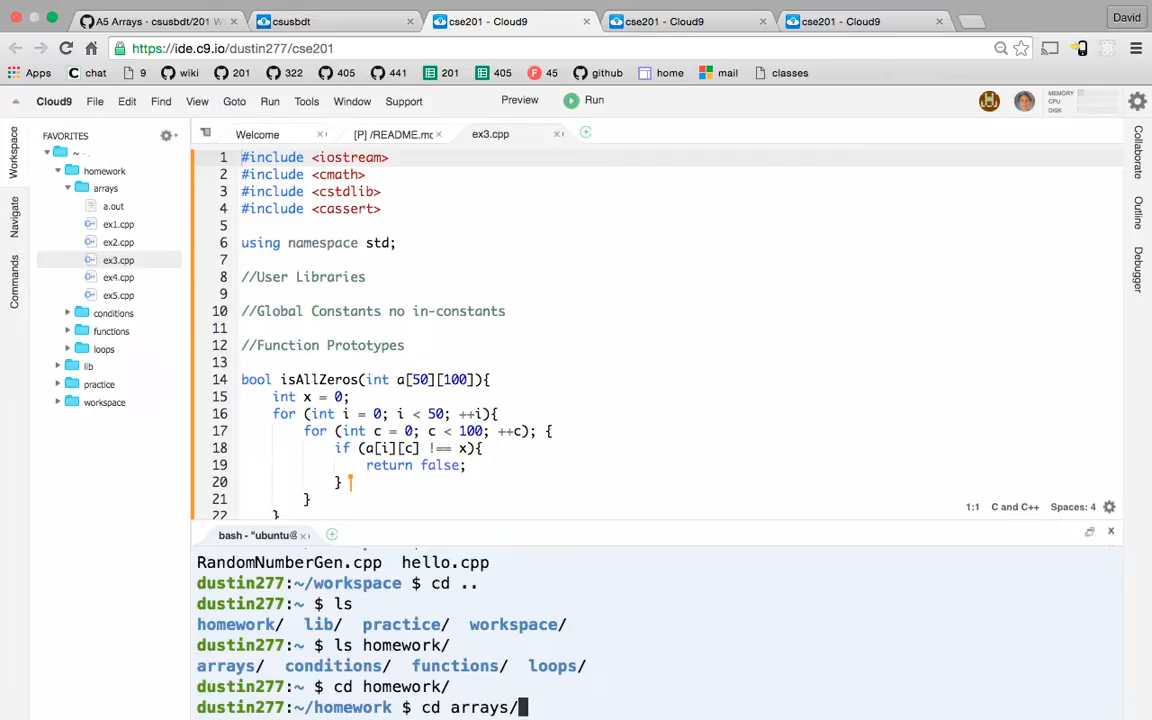 A5 Arrays - csusbdt/201 W
csusbdt
cse201 - Cloud9
cse201 - Cloud9
cse201 - Cloud9
David
https://ide.c9.io/dustin277/cse201
Apps chat 9 wiki 201 322 405 441 201 405 45 github home mail classes
Cloud9 File Edit Find View Goto Run Tools Window Support Preview Run
MEMORY
CPU
DISK
Workspace
Navigate
Commands
FAVORITES
~
homework
arrays
a.out
ex1.cpp
ex2.cpp
ex3.cpp
ex4.cpp
ex5.cpp
conditions
functions
loops
lib
practice
workspace
Welcome [P] /README.mc ex3.cpp
1 #include <iostream>
2 #include <cmath>
3 #include <cstdlib>
4 #include <cassert>
5
6 using namespace std;
7
8 //User Libraries
9
10 //Global Constants no in-constants
11
12 //Function Prototypes
13
14 bool isAllZeros(int a[50][100]){
15 int x = 0;
16 for (int i = 0; i < 50; ++i){
17 for (int c = 0; c < 100; ++c); {
18 if (a[i][c] !== x){
19 return false;
20 }
21 }
22 }
1:1 C and C++ Spaces: 4
Collaborate
Outline
Debugger
bash - "ubuntu@
RandomNumberGen.cpp hello.cpp
dustin277:~/workspace $ cd ..
dustin277:~ $ ls
homework/ lib/ practice/ workspace/
dustin277:~ $ ls homework/
arrays/ conditions/ functions/ loops/
dustin277:~ $ cd homework/
dustin277:~/homework $ cd arrays/